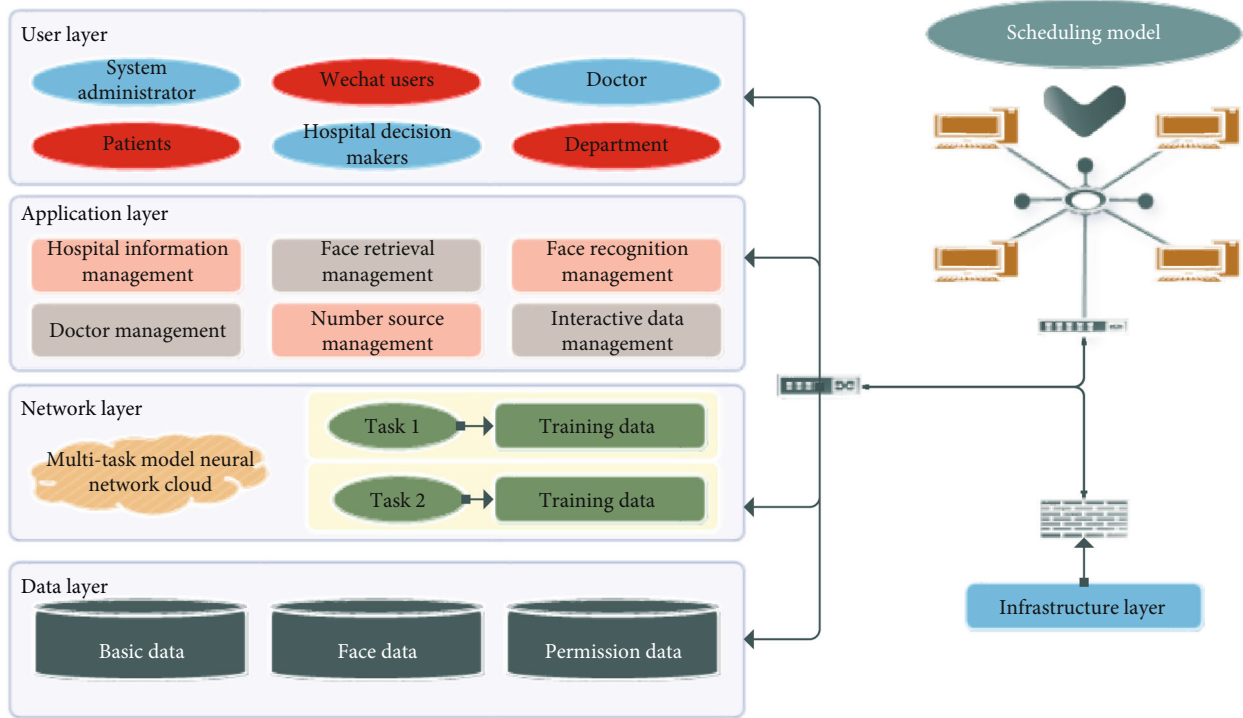 User layer
System
administrator
Wechat users
Doctor
Patients
Hospital decision
makers
Department
Application layer
Hospital information
management
Face retrieval
management
Face recognition
management
Doctor management
Number source
management
Interactive data
management
Network layer
Multi-task model neural
network cloud
Task 1
Training data
Task 2
Training data
Data layer
Basic data
Face data
Permission data
Scheduling model
Infrastructure layer